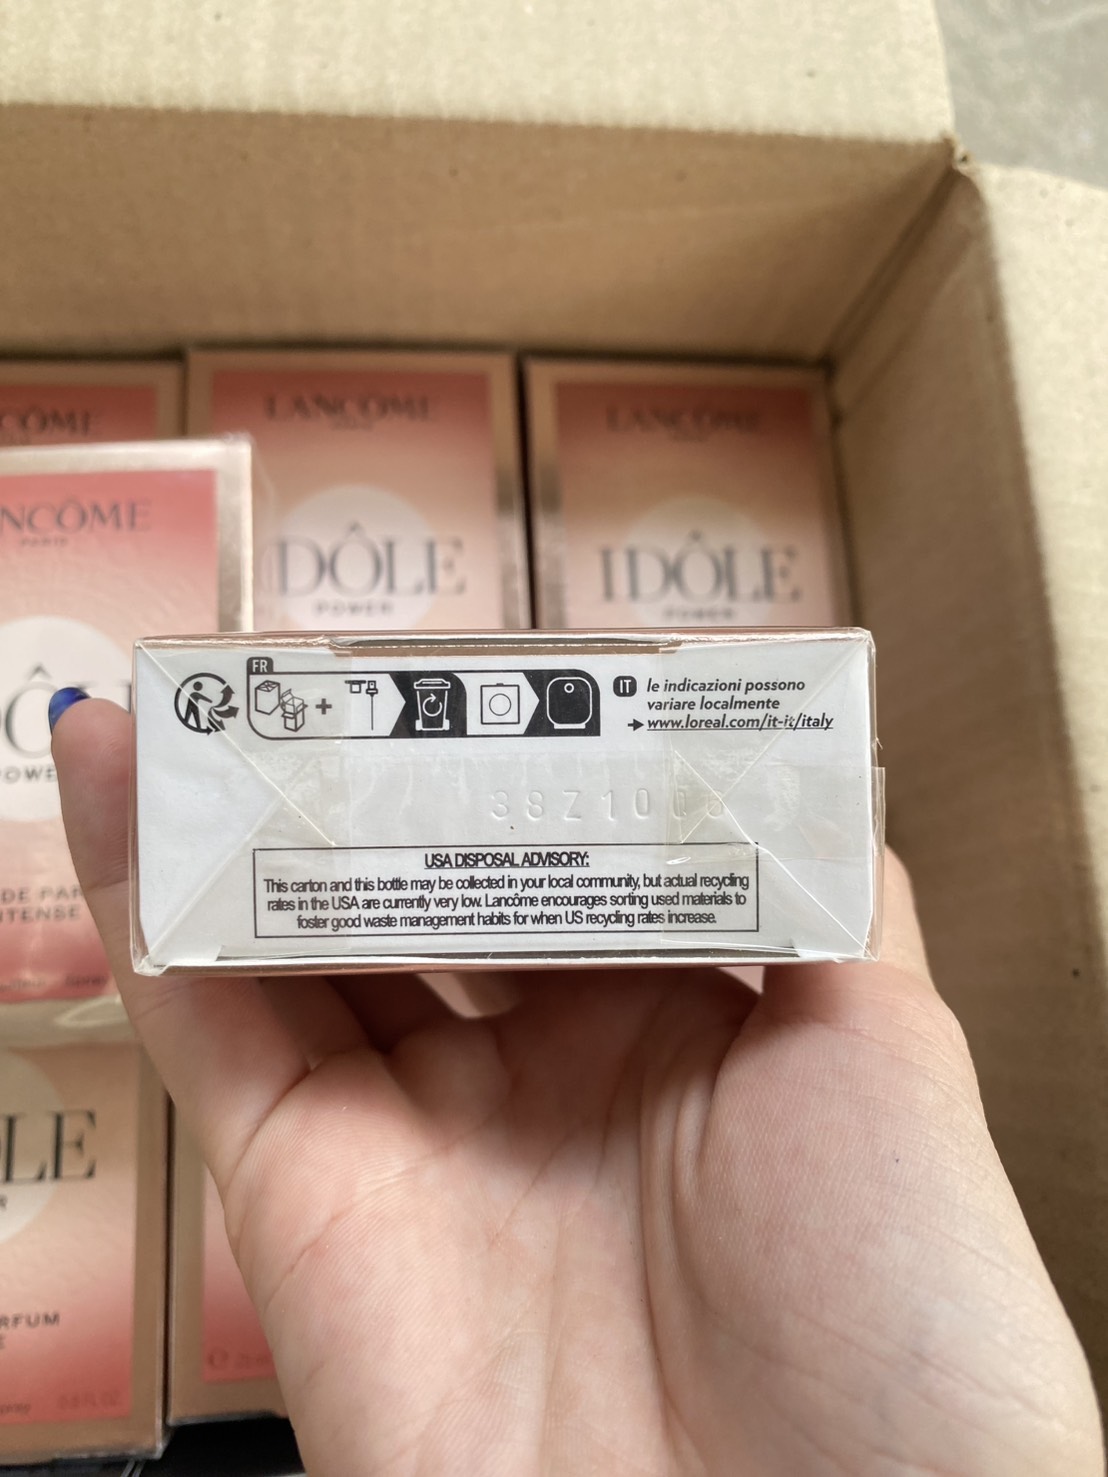 LANCÔME
LANCÔME
IDÔLE
POWER
IDÔLE
POWER
PARIS
FR
IT le indicazioni possono
variare localmente
www.loreal.com/it-it/italy
38Z10
USA DISPOSAL ADVISORY:
This carton and this bottle may be collected in your local community, but actual recycling
rates in the USA are currently very low. Lancôme encourages sorting used materials to
foster good waste management habits for when US recycling rates increase.